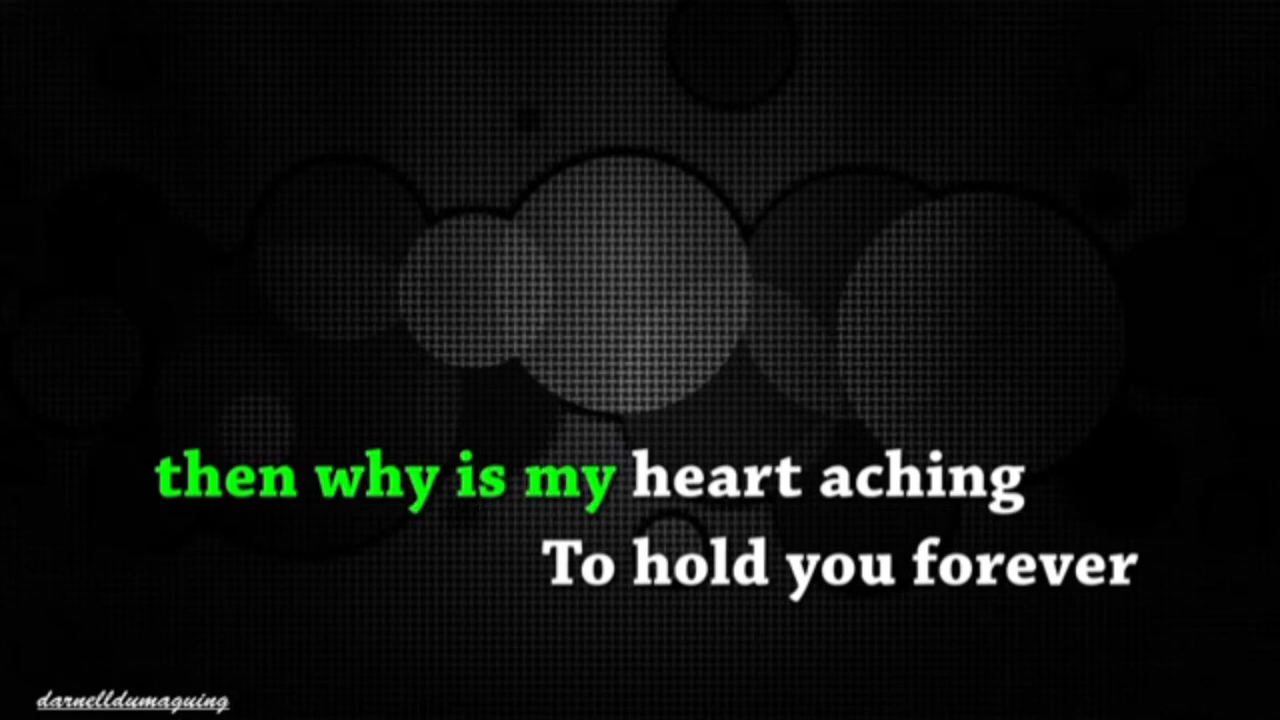 then why is my heart aching
To hold you forever
darnelldumaguing